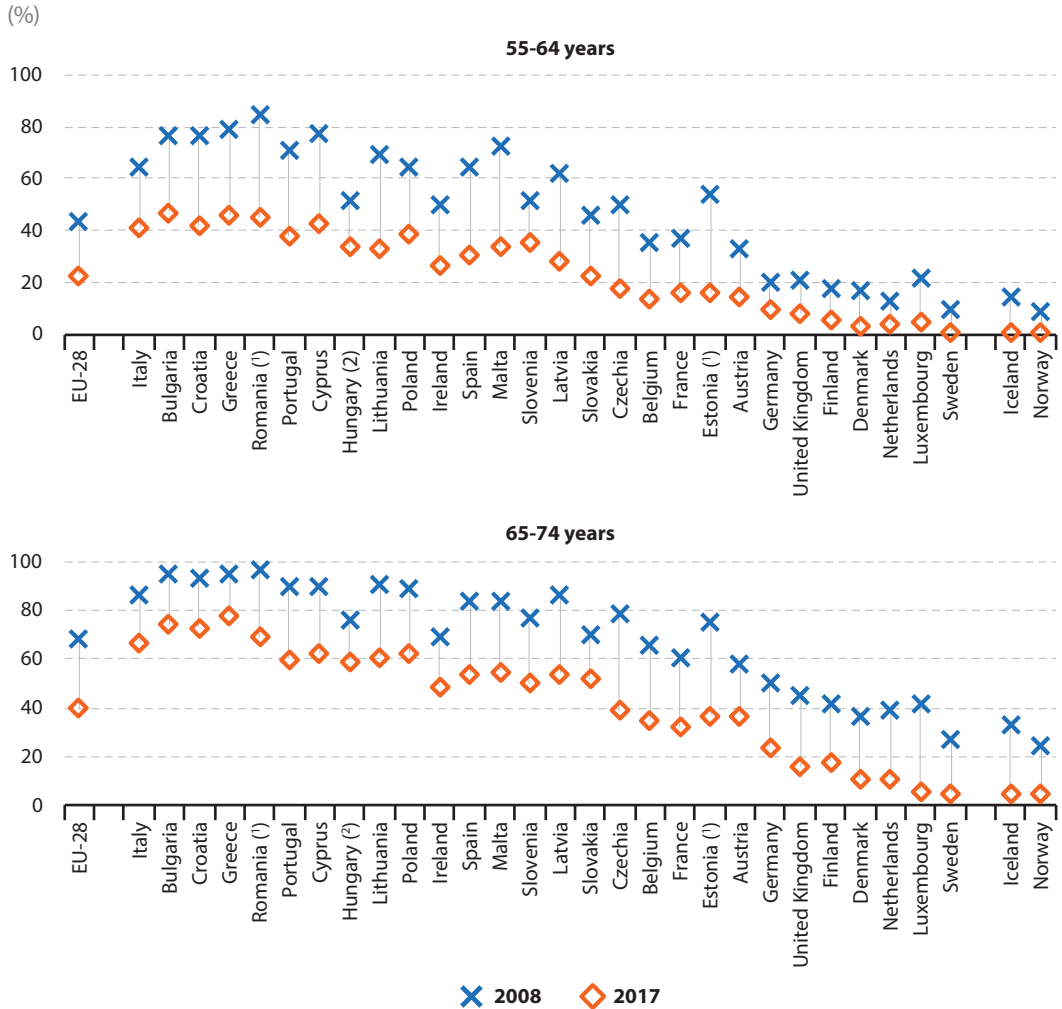 (%)
55-64 years
100
80
60
40
20
0
EU-28
Italy
Bulgaria
Croatia
Greece
Romania (¹)
Portugal
Cyprus
Hungary (2)
Lithuania
Poland
Ireland
Spain
Malta
Slovenia
Latvia
Slovakia
Czechia
Belgium
France
Estonia (¹)
Austria
Germany
United Kingdom
Finland
Denmark
Netherlands
Luxembourg
Sweden
Iceland
Norway
65-74 years
100
80
60
40
20
0
EU-28
Italy
Bulgaria
Croatia
Greece
Romania (¹)
Portugal
Cyprus
Hungary (²)
Lithuania
Poland
Ireland
Spain
Malta
Slovenia
Latvia
Slovakia
Czechia
Belgium
France
Estonia (¹)
Austria
Germany
United Kingdom
Finland
Denmark
Netherlands
Luxembourg
Sweden
Iceland
Norway
2008 2017